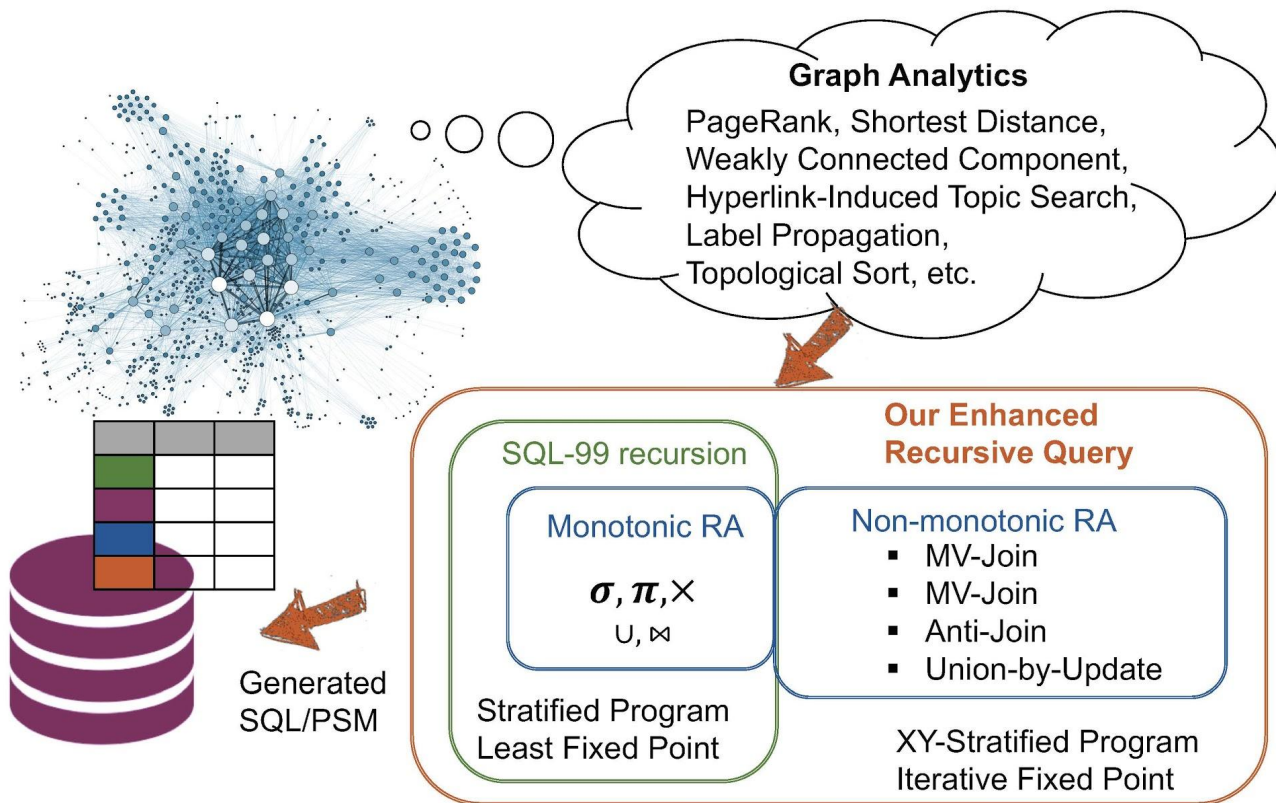 Graph Analytics
PageRank, Shortest Distance,
Weakly Connected Component,
Hyperlink-Induced Topic Search,
Label Propagation,
Topological Sort, etc.
Our Enhanced
Recursive Query
SQL-99 recursion
Monotonic RA
σ, π, ×
∪, ⋈
Non-monotonic RA
▪ MV-Join
▪ MV-Join
▪ Anti-Join
▪ Union-by-Update
Stratified Program
Least Fixed Point
XY-Stratified Program
Iterative Fixed Point
Generated
SQL/PSM